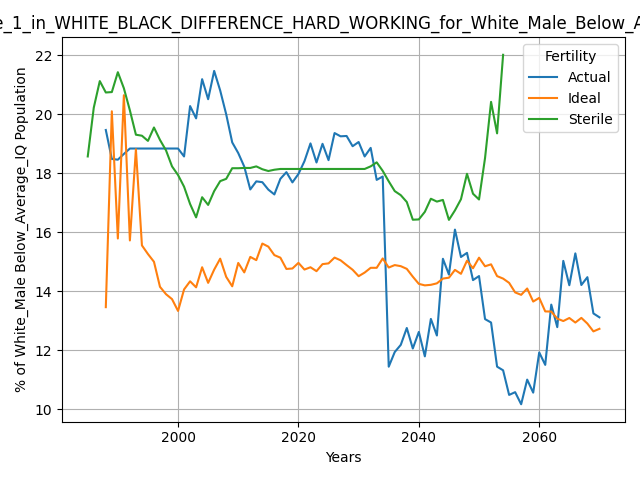 e_1_in_WHITE_BLACK_DIFFERENCE_HARD_WORKING_for_White_Male_Below_A
Fertility
Actual
Ideal
Sterile
% of White_Male Below_Average_IQ Population
22
20
18
16
14
12
10
2000 2020 2040 2060
Years